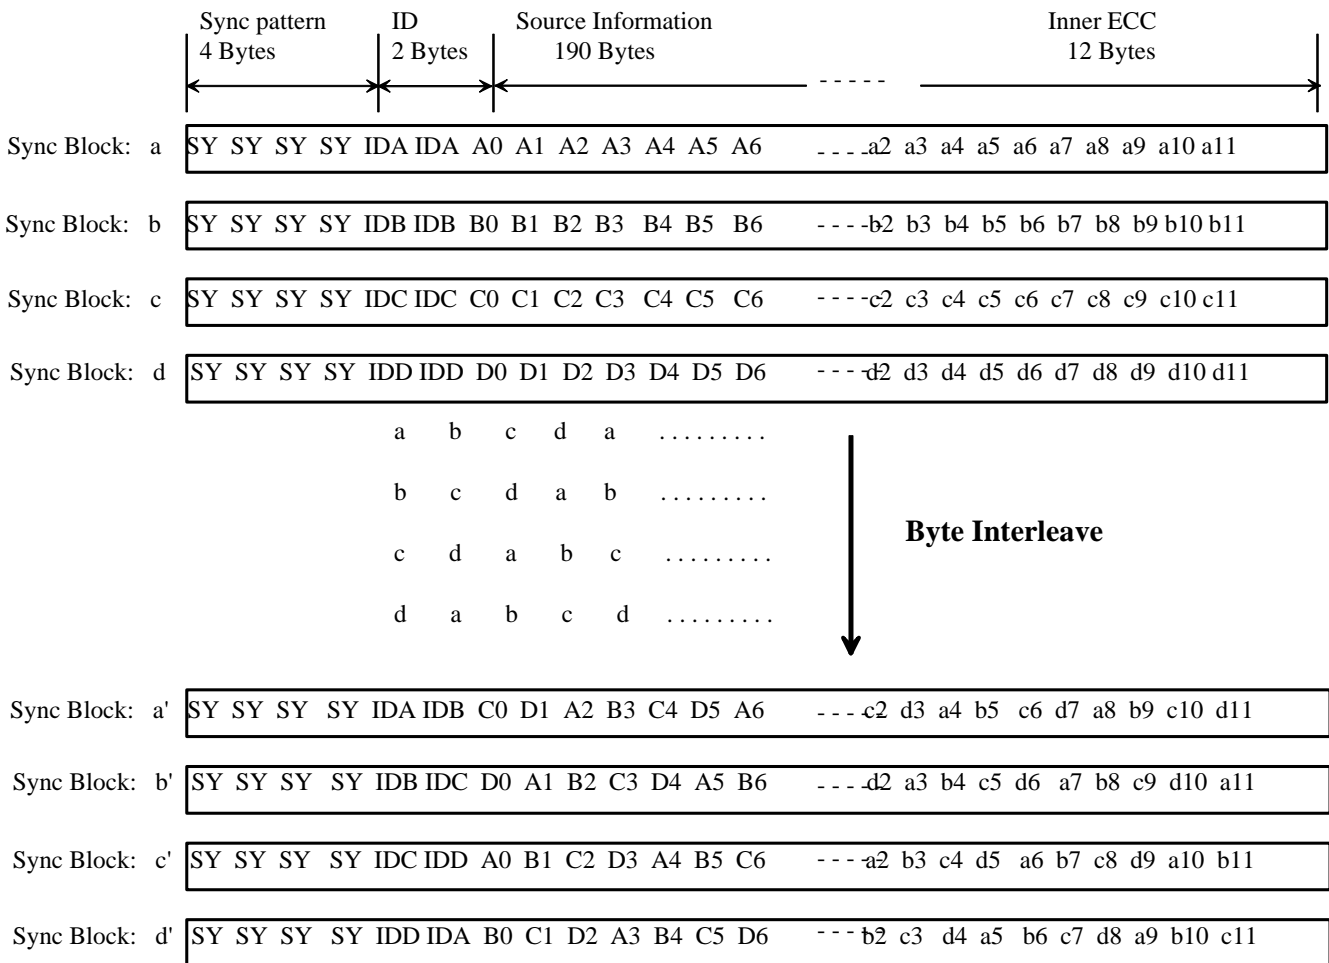 Sync pattern ID Source Information Inner ECC
4 Bytes 2 Bytes 190 Bytes 12 Bytes
Sync Block: a SY SY SY SY IDA IDA A0 A1 A2 A3 A4 A5 A6 - - - - - a2 a3 a4 a5 a6 a7 a8 a9 a10 a11
Sync Block: b SY SY SY SY IDB IDB B0 B1 B2 B3 B4 B5 B6 - - - - - b2 b3 b4 b5 b6 b7 b8 b9 b10 b11
Sync Block: c SY SY SY SY IDC IDC C0 C1 C2 C3 C4 C5 C6 - - - - - c2 c3 c4 c5 c6 c7 c8 c9 c10 c11
Sync Block: d SY SY SY SY IDD IDD D0 D1 D2 D3 D4 D5 D6 - - - - - d2 d3 d4 d5 d6 d7 d8 d9 d10 d11
a b c d a . . . . . . . . .
b c d a b . . . . . . . . .
Byte Interleave
c d a b c . . . . . . . . .
d a b c d . . . . . . . . .
Sync Block: a' SY SY SY SY IDA IDB C0 D1 A2 B3 C4 D5 A6 - - - - - c2 d3 a4 b5 c6 d7 a8 b9 c10 d11
Sync Block: b' SY SY SY SY IDB IDC D0 A1 B2 C3 D4 A5 B6 - - - - - d2 a3 b4 c5 d6 a7 b8 c9 d10 a11
Sync Block: c' SY SY SY SY IDC IDD A0 B1 C2 D3 A4 B5 C6 - - - - - a2 b3 c4 d5 a6 b7 c8 d9 a10 b11
Sync Block: d' SY SY SY SY IDD IDA B0 C1 D2 A3 B4 C5 D6 - - - - - b2 c3 d4 a5 b6 c7 d8 a9 b10 c11